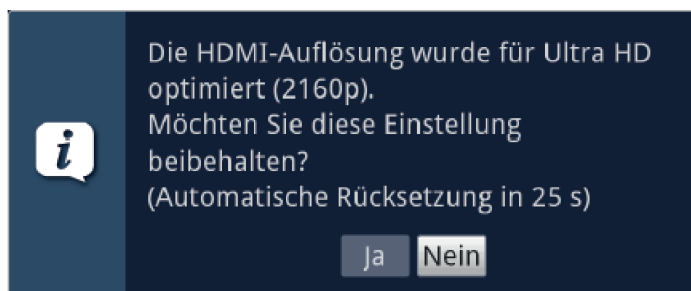 Die HDMI-Auflösung wurde für Ultra HD
optimiert (2160p).
Möchten Sie diese Einstellung
beibehalten?
(Automatische Rücksetzung in 25 s)
Ja Nein